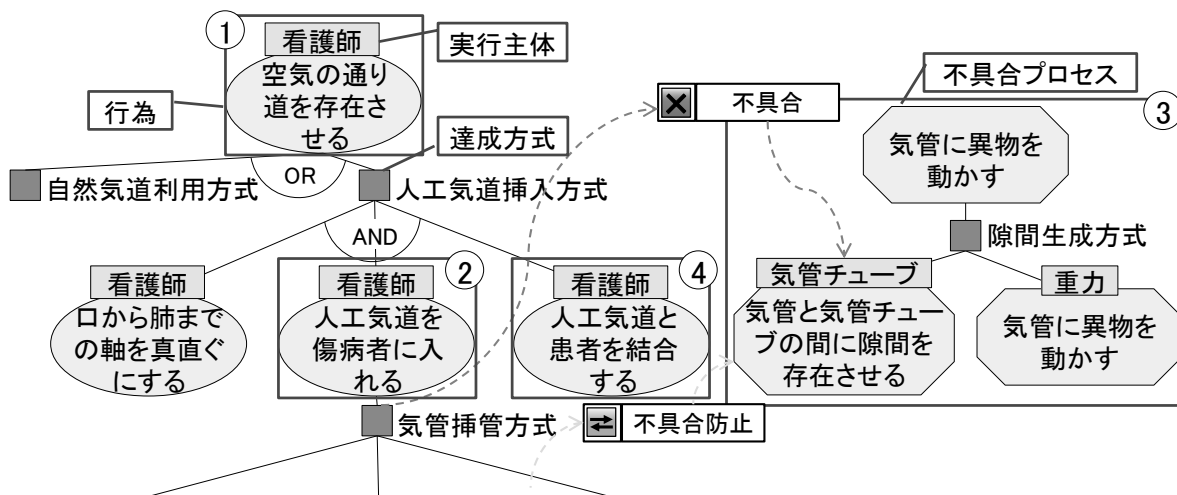 ①
看護師
実行主体
空気の通り
道を存在さ
せる
行為
達成方式
OR
自然気道利用方式
人工気道挿入方式
AND
看護師
口から肺まで
の軸を真直ぐ
にする
②
看護師
人工気道を
傷病者に入
れる
④
看護師
人工気道と
患者を結合
する
気管挿管方式
不具合
不具合プロセス
③
気管に異物を
動かす
隙間生成方式
気管チューブ
気管と気管チュー
ブの間に隙間を
存在させる
重力
気管に異物を
動かす
不具合防止